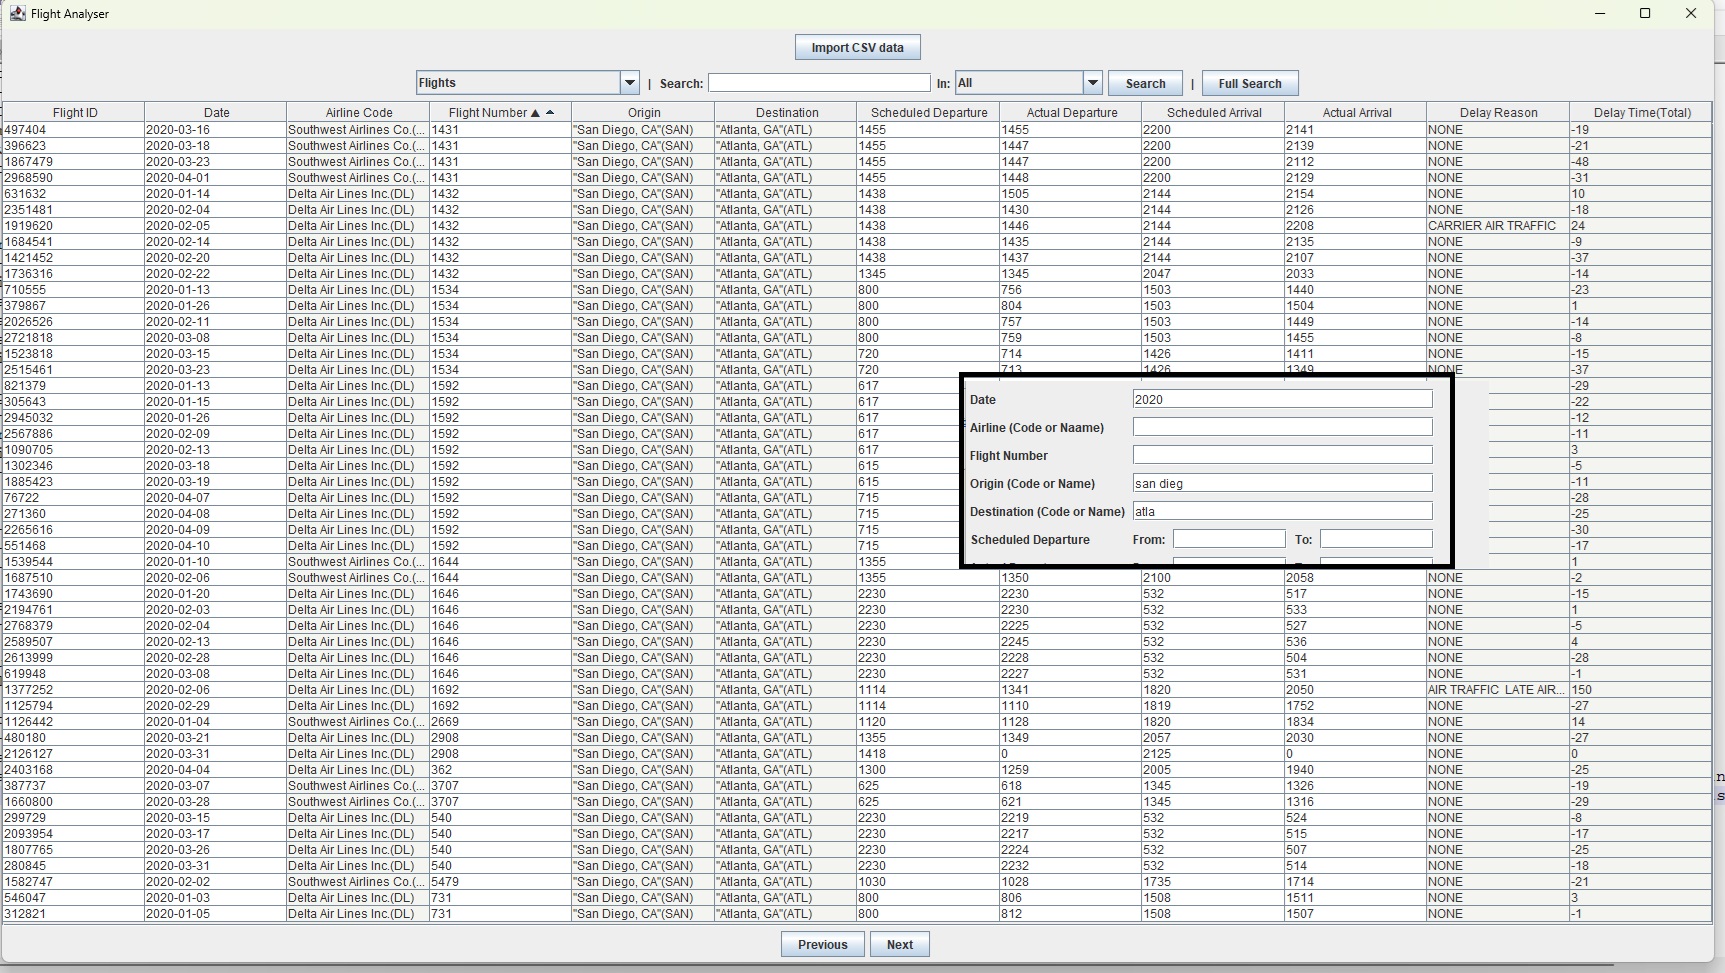 Flight Analyser
Import CSV data
Flights | Search: In: All Search | Full Search
Flight ID Date Airline Code Flight Number ▲ Origin Destination Scheduled Departure Actual Departure Scheduled Arrival Actual Arrival Delay Reason Delay Time(Total)
497404 2020-03-16 Southwest Airlines Co.(... 1431 "San Diego, CA"(SAN) "Atlanta, GA"(ATL) 1455 1455 2200 2141 NONE -19
396623 2020-03-18 Southwest Airlines Co.(... 1431 "San Diego, CA"(SAN) "Atlanta, GA"(ATL) 1455 1447 2200 2139 NONE -21
1867479 2020-03-23 Southwest Airlines Co.(... 1431 "San Diego, CA"(SAN) "Atlanta, GA"(ATL) 1455 1447 2200 2112 NONE -48
2968590 2020-04-01 Southwest Airlines Co.(... 1431 "San Diego, CA"(SAN) "Atlanta, GA"(ATL) 1455 1448 2200 2129 NONE -31
631632 2020-01-14 Delta Air Lines Inc.(DL) 1432 "San Diego, CA"(SAN) "Atlanta, GA"(ATL) 1438 1505 2144 2154 NONE 10
2351481 2020-02-04 Delta Air Lines Inc.(DL) 1432 "San Diego, CA"(SAN) "Atlanta, GA"(ATL) 1438 1430 2144 2126 NONE -18
1919620 2020-02-05 Delta Air Lines Inc.(DL) 1432 "San Diego, CA"(SAN) "Atlanta, GA"(ATL) 1438 1446 2144 2208 CARRIER AIR TRAFFIC 24
1684541 2020-02-14 Delta Air Lines Inc.(DL) 1432 "San Diego, CA"(SAN) "Atlanta, GA"(ATL) 1438 1435 2144 2135 NONE -9
1421452 2020-02-20 Delta Air Lines Inc.(DL) 1432 "San Diego, CA"(SAN) "Atlanta, GA"(ATL) 1438 1437 2144 2107 NONE -37
1736316 2020-02-22 Delta Air Lines Inc.(DL) 1432 "San Diego, CA"(SAN) "Atlanta, GA"(ATL) 1345 1345 2047 2033 NONE -14
710555 2020-01-13 Delta Air Lines Inc.(DL) 1534 "San Diego, CA"(SAN) "Atlanta, GA"(ATL) 800 756 1503 1440 NONE -23
379867 2020-01-26 Delta Air Lines Inc.(DL) 1534 "San Diego, CA"(SAN) "Atlanta, GA"(ATL) 800 804 1503 1504 NONE 1
2026526 2020-02-11 Delta Air Lines Inc.(DL) 1534 "San Diego, CA"(SAN) "Atlanta, GA"(ATL) 800 757 1503 1449 NONE -14
2721818 2020-03-08 Delta Air Lines Inc.(DL) 1534 "San Diego, CA"(SAN) "Atlanta, GA"(ATL) 800 759 1503 1455 NONE -8
1523818 2020-03-15 Delta Air Lines Inc.(DL) 1534 "San Diego, CA"(SAN) "Atlanta, GA"(ATL) 720 714 1426 1411 NONE -15
2515461 2020-03-23 Delta Air Lines Inc.(DL) 1534 "San Diego, CA"(SAN) "Atlanta, GA"(ATL) 720 713 1426 1349 NONE -37
821379 2020-01-13 Delta Air Lines Inc.(DL) 1592 "San Diego, CA"(SAN) "Atlanta, GA"(ATL) 617 -29
305643 2020-01-15 Delta Air Lines Inc.(DL) 1592 "San Diego, CA"(SAN) "Atlanta, GA"(ATL) 617 -22
2945032 2020-01-26 Delta Air Lines Inc.(DL) 1592 "San Diego, CA"(SAN) "Atlanta, GA"(ATL) 617 -12
2567886 2020-02-09 Delta Air Lines Inc.(DL) 1592 "San Diego, CA"(SAN) "Atlanta, GA"(ATL) 617 -11
1090705 2020-02-13 Delta Air Lines Inc.(DL) 1592 "San Diego, CA"(SAN) "Atlanta, GA"(ATL) 617 3
1302346 2020-03-18 Delta Air Lines Inc.(DL) 1592 "San Diego, CA"(SAN) "Atlanta, GA"(ATL) 615 -5
1885423 2020-03-19 Delta Air Lines Inc.(DL) 1592 "San Diego, CA"(SAN) "Atlanta, GA"(ATL) 615 -11
76722 2020-04-07 Delta Air Lines Inc.(DL) 1592 "San Diego, CA"(SAN) "Atlanta, GA"(ATL) 715 -28
271360 2020-04-08 Delta Air Lines Inc.(DL) 1592 "San Diego, CA"(SAN) "Atlanta, GA"(ATL) 715 -25
2265616 2020-04-09 Delta Air Lines Inc.(DL) 1592 "San Diego, CA"(SAN) "Atlanta, GA"(ATL) 715 -30
551468 2020-04-10 Delta Air Lines Inc.(DL) 1592 "San Diego, CA"(SAN) "Atlanta, GA"(ATL) 715 -17
1539544 2020-01-10 Southwest Airlines Co.(... 1644 "San Diego, CA"(SAN) "Atlanta, GA"(ATL) 1355 1
Date 2020
Airline (Code or Naame)
Flight Number
Origin (Code or Name) san dieg
Destination (Code or Name) atla
Scheduled Departure From: To:
1687510 2020-02-06 Southwest Airlines Co.(... 1644 "San Diego, CA"(SAN) "Atlanta, GA"(ATL) 1355 1350 2100 2058 NONE -2
1743690 2020-01-20 Delta Air Lines Inc.(DL) 1646 "San Diego, CA"(SAN) "Atlanta, GA"(ATL) 2230 2230 532 517 NONE -15
2194761 2020-02-03 Delta Air Lines Inc.(DL) 1646 "San Diego, CA"(SAN) "Atlanta, GA"(ATL) 2230 2230 532 533 NONE 1
2768379 2020-02-04 Delta Air Lines Inc.(DL) 1646 "San Diego, CA"(SAN) "Atlanta, GA"(ATL) 2230 2225 532 527 NONE -5
2589507 2020-02-13 Delta Air Lines Inc.(DL) 1646 "San Diego, CA"(SAN) "Atlanta, GA"(ATL) 2230 2245 532 536 NONE 4
2613999 2020-02-28 Delta Air Lines Inc.(DL) 1646 "San Diego, CA"(SAN) "Atlanta, GA"(ATL) 2230 2228 532 504 NONE -28
619948 2020-03-08 Delta Air Lines Inc.(DL) 1646 "San Diego, CA"(SAN) "Atlanta, GA"(ATL) 2230 2227 532 531 NONE -1
1377252 2020-02-06 Delta Air Lines Inc.(DL) 1692 "San Diego, CA"(SAN) "Atlanta, GA"(ATL) 1114 1341 1820 2050 AIR TRAFFIC LATE AIR... 150
1125794 2020-02-29 Delta Air Lines Inc.(DL) 1692 "San Diego, CA"(SAN) "Atlanta, GA"(ATL) 1114 1110 1819 1752 NONE -27
1126442 2020-01-04 Southwest Airlines Co.(... 2669 "San Diego, CA"(SAN) "Atlanta, GA"(ATL) 1120 1128 1820 1834 NONE 14
480180 2020-03-21 Delta Air Lines Inc.(DL) 2908 "San Diego, CA"(SAN) "Atlanta, GA"(ATL) 1355 1349 2057 2030 NONE -27
2126127 2020-03-31 Delta Air Lines Inc.(DL) 2908 "San Diego, CA"(SAN) "Atlanta, GA"(ATL) 1418 0 2125 0 NONE 0
2403168 2020-04-04 Delta Air Lines Inc.(DL) 362 "San Diego, CA"(SAN) "Atlanta, GA"(ATL) 1300 1259 2005 1940 NONE -25
387737 2020-03-07 Southwest Airlines Co.(... 3707 "San Diego, CA"(SAN) "Atlanta, GA"(ATL) 625 618 1345 1326 NONE -19
1660800 2020-03-28 Southwest Airlines Co.(... 3707 "San Diego, CA"(SAN) "Atlanta, GA"(ATL) 625 621 1345 1316 NONE -29
299729 2020-03-15 Delta Air Lines Inc.(DL) 540 "San Diego, CA"(SAN) "Atlanta, GA"(ATL) 2230 2219 532 524 NONE -8
2093954 2020-03-17 Delta Air Lines Inc.(DL) 540 "San Diego, CA"(SAN) "Atlanta, GA"(ATL) 2230 2217 532 515 NONE -17
1807765 2020-03-26 Delta Air Lines Inc.(DL) 540 "San Diego, CA"(SAN) "Atlanta, GA"(ATL) 2230 2224 532 507 NONE -25
280845 2020-03-31 Delta Air Lines Inc.(DL) 540 "San Diego, CA"(SAN) "Atlanta, GA"(ATL) 2230 2232 532 514 NONE -18
1582747 2020-02-02 Southwest Airlines Co.(... 5479 "San Diego, CA"(SAN) "Atlanta, GA"(ATL) 1030 1028 1735 1714 NONE -21
546047 2020-01-03 Delta Air Lines Inc.(DL) 731 "San Diego, CA"(SAN) "Atlanta, GA"(ATL) 800 806 1508 1511 NONE 3
312821 2020-01-05 Delta Air Lines Inc.(DL) 731 "San Diego, CA"(SAN) "Atlanta, GA"(ATL) 800 812 1508 1507 NONE -1
Previous Next